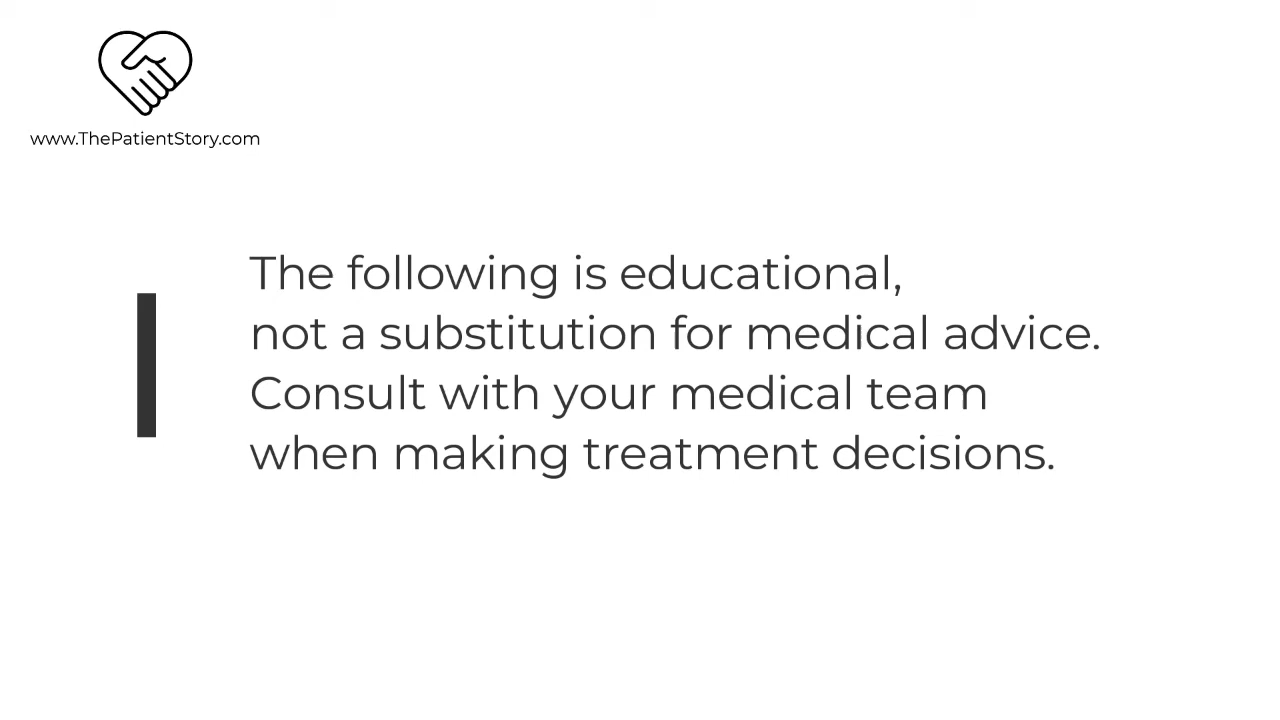 www.ThePatientStory.com
The following is educational,
not a substitution for medical advice.
Consult with your medical team
when making treatment decisions.